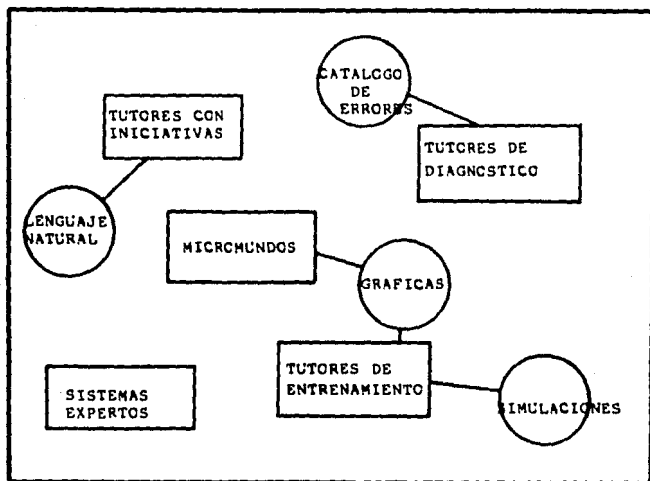 CATALOGO
DE
ERRORES
TUTORES CON
INICIATIVAS
TUTORES DE
DIAGNOSTICO
LENGUAJE
NATURAL
MICROMUNDOS
GRAFICAS
TUTORES DE
ENTRENAMIENTO
SISTEMAS
EXPERTOS
SIMULACIONES